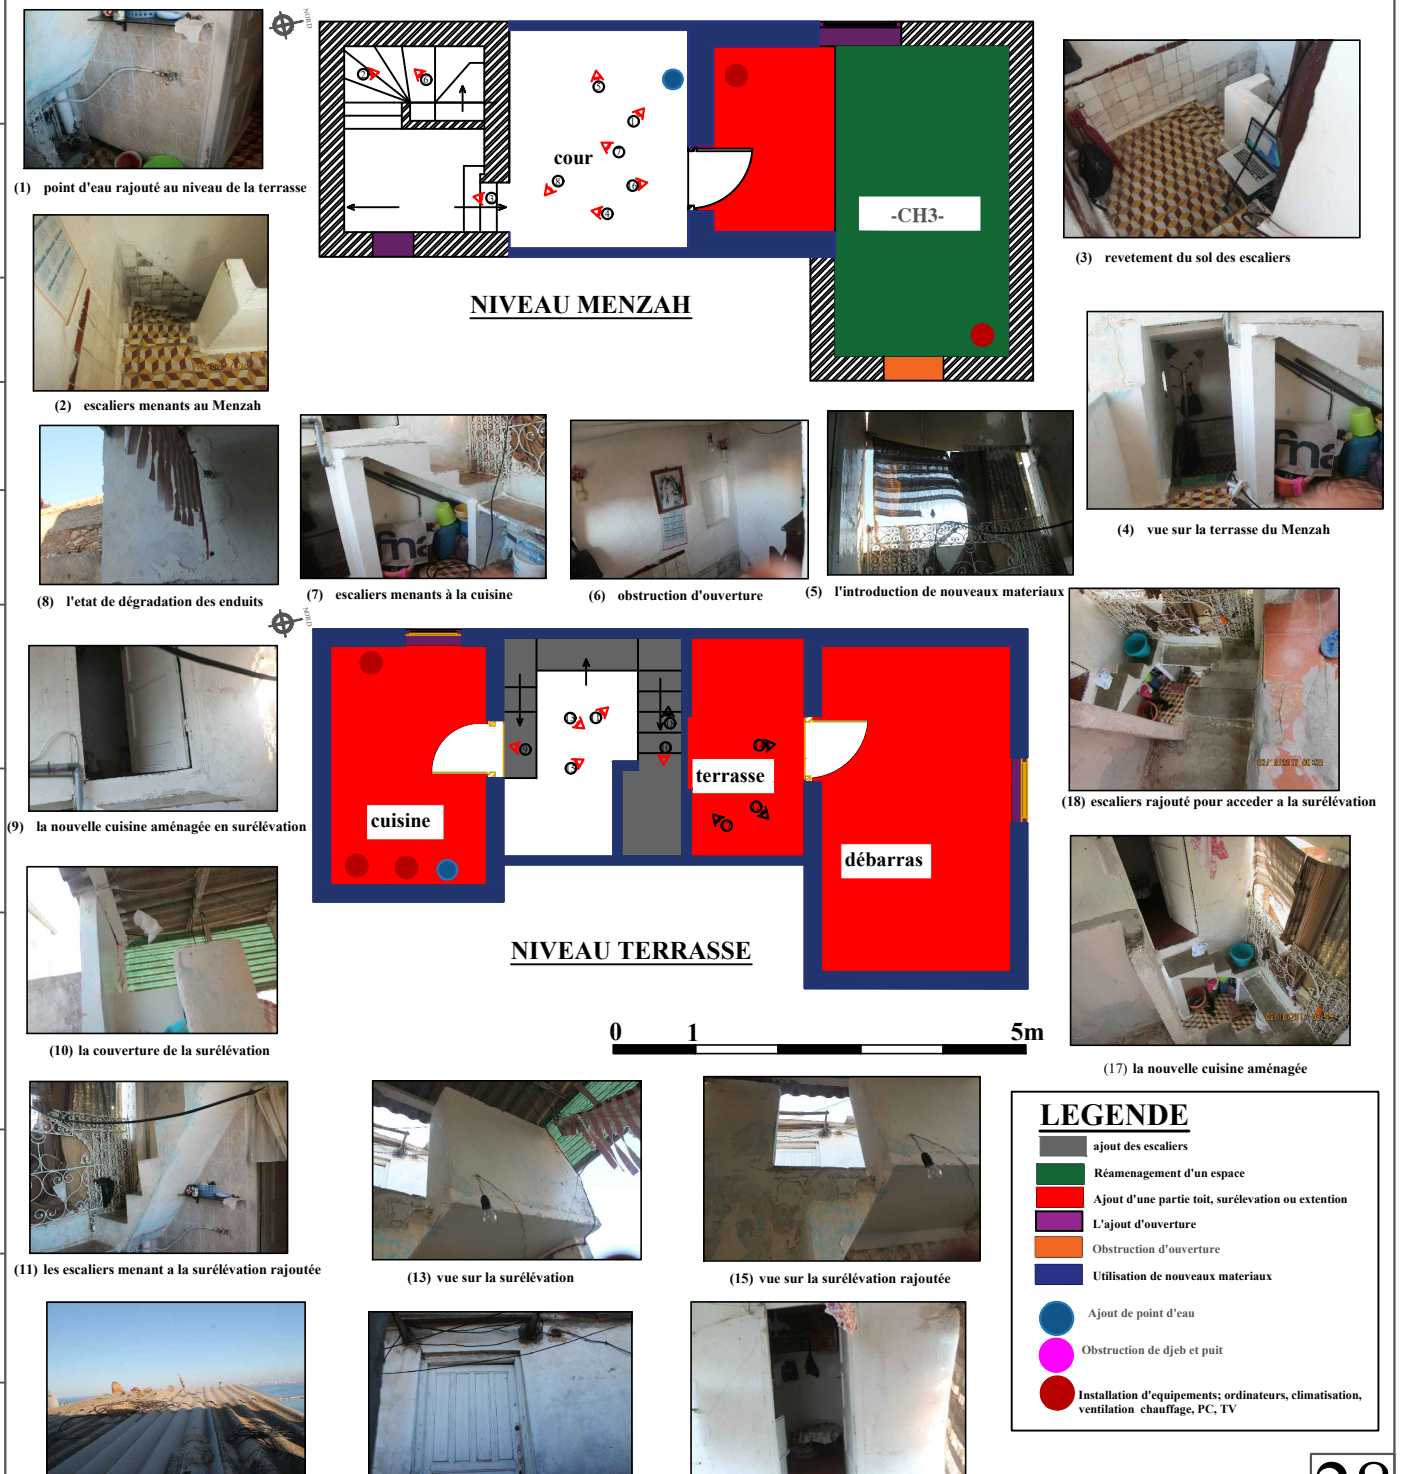 NORD
(1) point d'eau rajouté au niveau de la terrasse
cour
-CH3-
NIVEAU MENZAH
(3) revetement du sol des escaliers
(2) escaliers menants au Menzah
(4) vue sur la terrasse du Menzah
(8) l'etat de dégradation des enduits
(7) escaliers menants à la cuisine
(6) obstruction d'ouverture
(5) l'introduction de nouveaux materiaux
NORD
(9) la nouvelle cuisine aménagée en surélévation
cuisine
terrasse
débarras
(18) escaliers rajouté pour acceder a la surélévation
NIVEAU TERRASSE
(10) la couverture de la surélévation
0 1 5m
(17) la nouvelle cuisine aménagée
(11) les escaliers menant a la surélévation rajoutée
(13) vue sur la surélévation
(15) vue sur la surélévation rajoutée
LEGENDE
ajout des escaliers
Réamenagement d'un espace
Ajout d'une partie toit, surélevation ou extention
L'ajout d'ouverture
Obstruction d'ouverture
Utilisation de nouveaux materiaux
Ajout de point d'eau
Obstruction de djeb et puit
Installation d'equipements; ordinateurs, climatisation,
ventilation chauffage, PC, TV